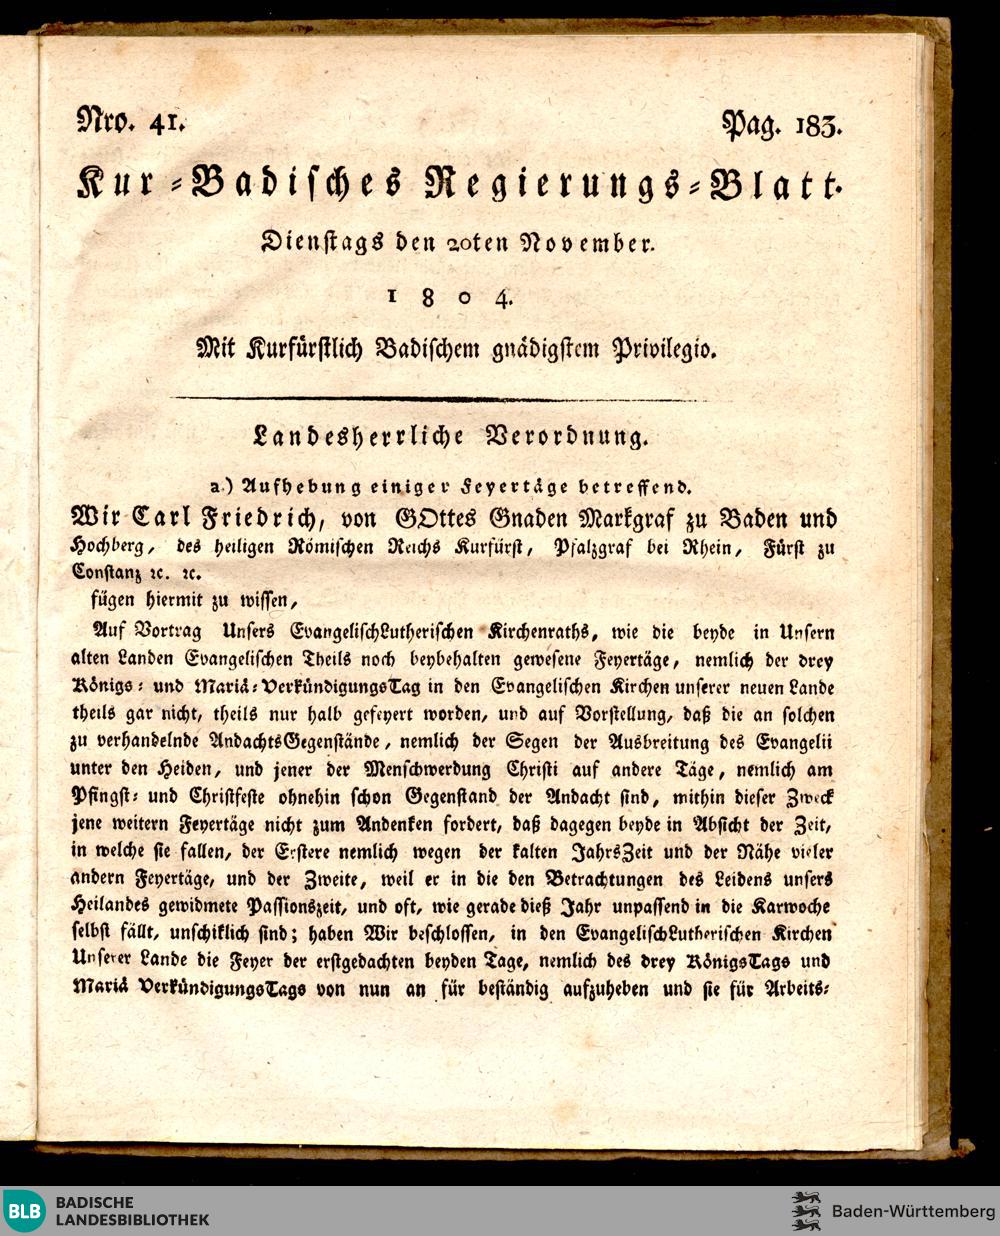 Nro. 41. Pag. 183.
Kur-Badisches Regierungs-Blatt.
Dienstags den 20ten November.
1804.
Mit Kurfürstlich Badischem gnädigstem Privilegio.
Landesherrliche Verordnung.
a.) Aufhebung einiger Feyertäge betreffend.
Wir Carl Friedrich, von GOttes Gnaden Markgraf zu Baden und
Hochberg, des heiligen Römischen Reichs Kurfürst, Pfalzgraf bei Rhein, Fürst zu
Constanz ꝛc. ꝛc.
fügen hiermit zu wissen,
Auf Vortrag Unsers EvangelischLutherischen Kirchenraths, wie die beyde in Unsern
alten Landen Evangelischen Theils noch beybehalten gewesene Feyertäge, nemlich der drey
Königs- und Mariä-VerkündigungsTag in den Evangelischen Kirchen unserer neuen Lande
theils gar nicht, theils nur halb gefeyert worden, und auf Vorstellung, daß die an solchen
zu verhandelnde AndachtsGegenstände, nemlich der Segen der Ausbreitung des Evangelii
unter den Heiden, und jener der Menschwerdung Christi auf andere Täge, nemlich am
Pfingst- und Christfeste ohnehin schon Gegenstand der Andacht sind, mithin dieser Zweck
jene weitern Feyertäge nicht zum Andenken fordert, daß dagegen beyde in Absicht der Zeit,
in welche sie fallen, der Erstere nemlich wegen der kalten JahrsZeit und der Nähe vieler
andern Feyertäge, und der Zweite, weil er in die den Betrachtungen des Leidens unsers
Heilandes gewidmete Passionszeit, und oft, wie gerade dieß Jahr unpassend in die Karwoche
selbst fällt, unschiklich sind; haben Wir beschlossen, in den EvangelischLutherischen Kirchen
Unserer Lande die Feyer der erstgedachten beyden Tage, nemlich des drey KönigsTags und
Mariä VerkündigungsTags von nun an für beständig aufzuheben und sie für Arbeits-
BLB BADISCHE
LANDESBIBLIOTHEK
Baden-Württemberg